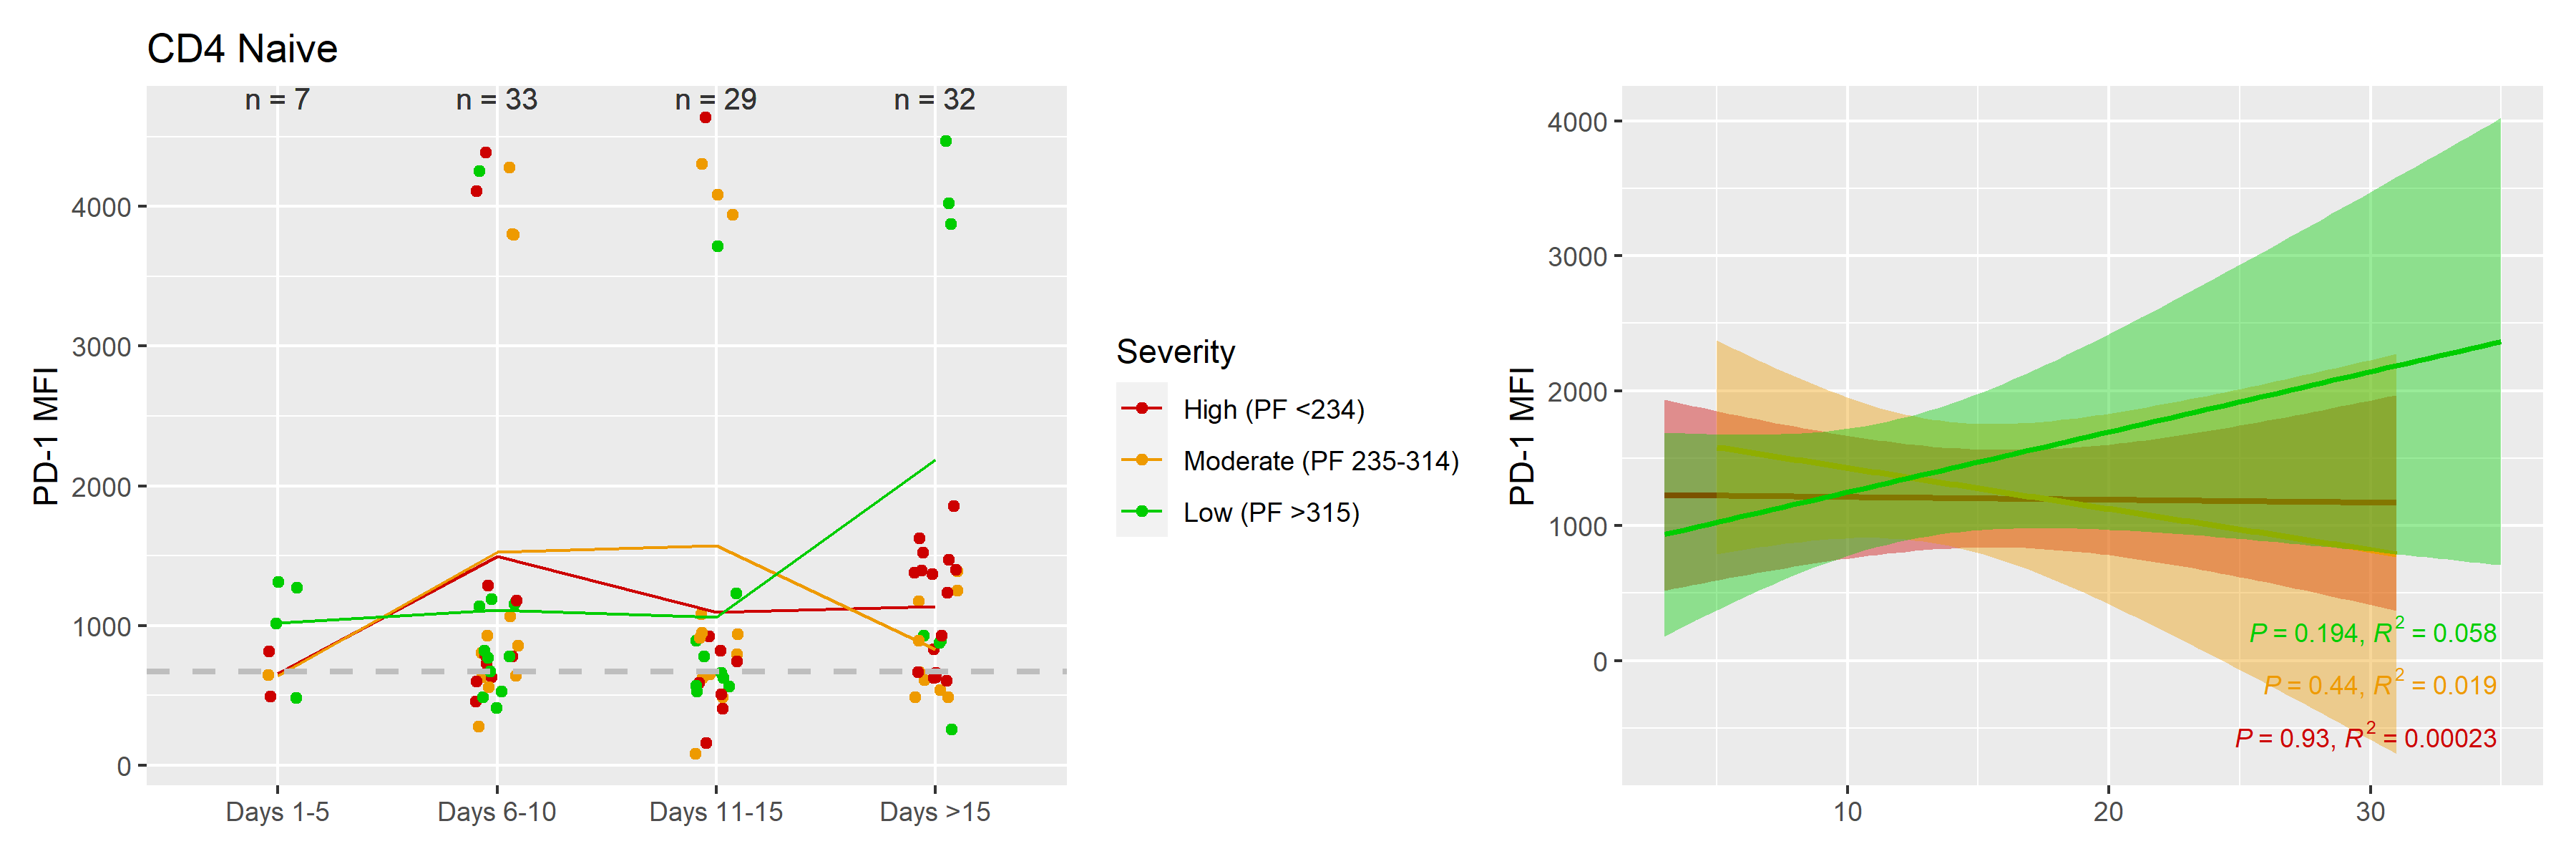 CD4 Naive
n = 7
n = 33
n = 29
n = 32
PD-1 MFI
4000
3000
2000
1000
0
Days 1-5
Days 6-10
Days 11-15
Days >15
Severity
High (PF <234)
Moderate (PF 235-314)
Low (PF >315)
PD-1 MFI
4000
3000
2000
1000
0
P = 0.194, R² = 0.058
P = 0.44, R² = 0.019
P = 0.93, R² = 0.00023
10
20
30